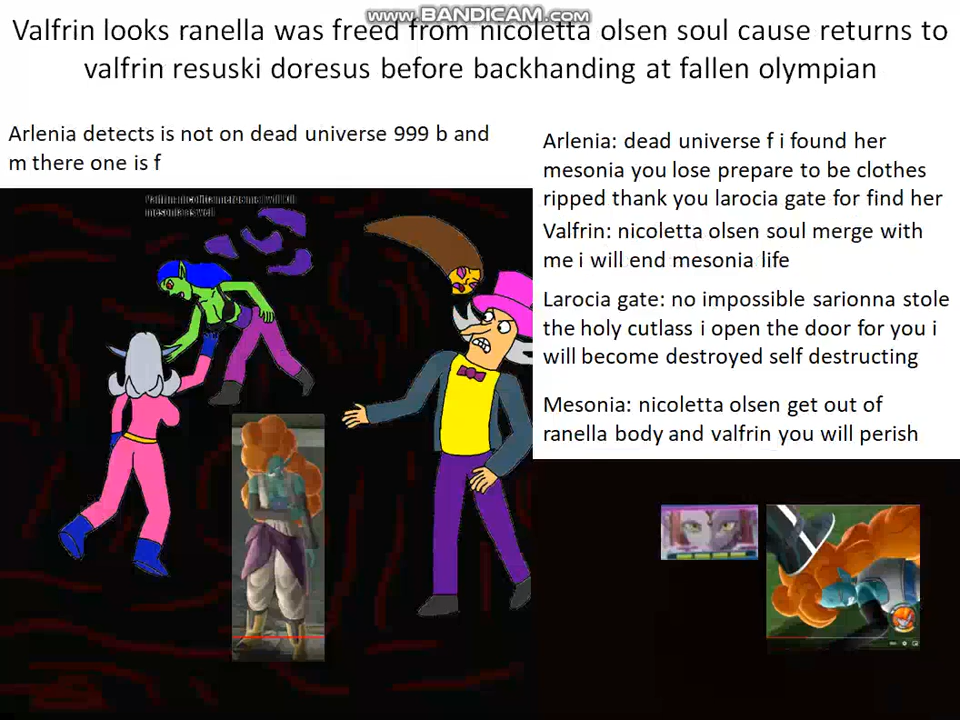 www.BANDICAM.com
Valfrin looks ranella was freed from nicoletta olsen soul cause returns to
valfrin resuski doresus before backhanding at fallen olympian
Arlenia detects is not on dead universe 999 b and
m there one is f
Arlenia: dead universe f i found her
mesonia you lose prepare to be clothes
ripped thank you larocia gate for find her
Valfrin: nicoletta olsen soul merge with
me i will end mesonia life
Larocia gate: no impossible sarionna stole
the holy cutlass i open the door for you i
will become destroyed self destructing
Mesonia: nicoletta olsen get out of
ranella body and valfrin you will perish
mesonia as well